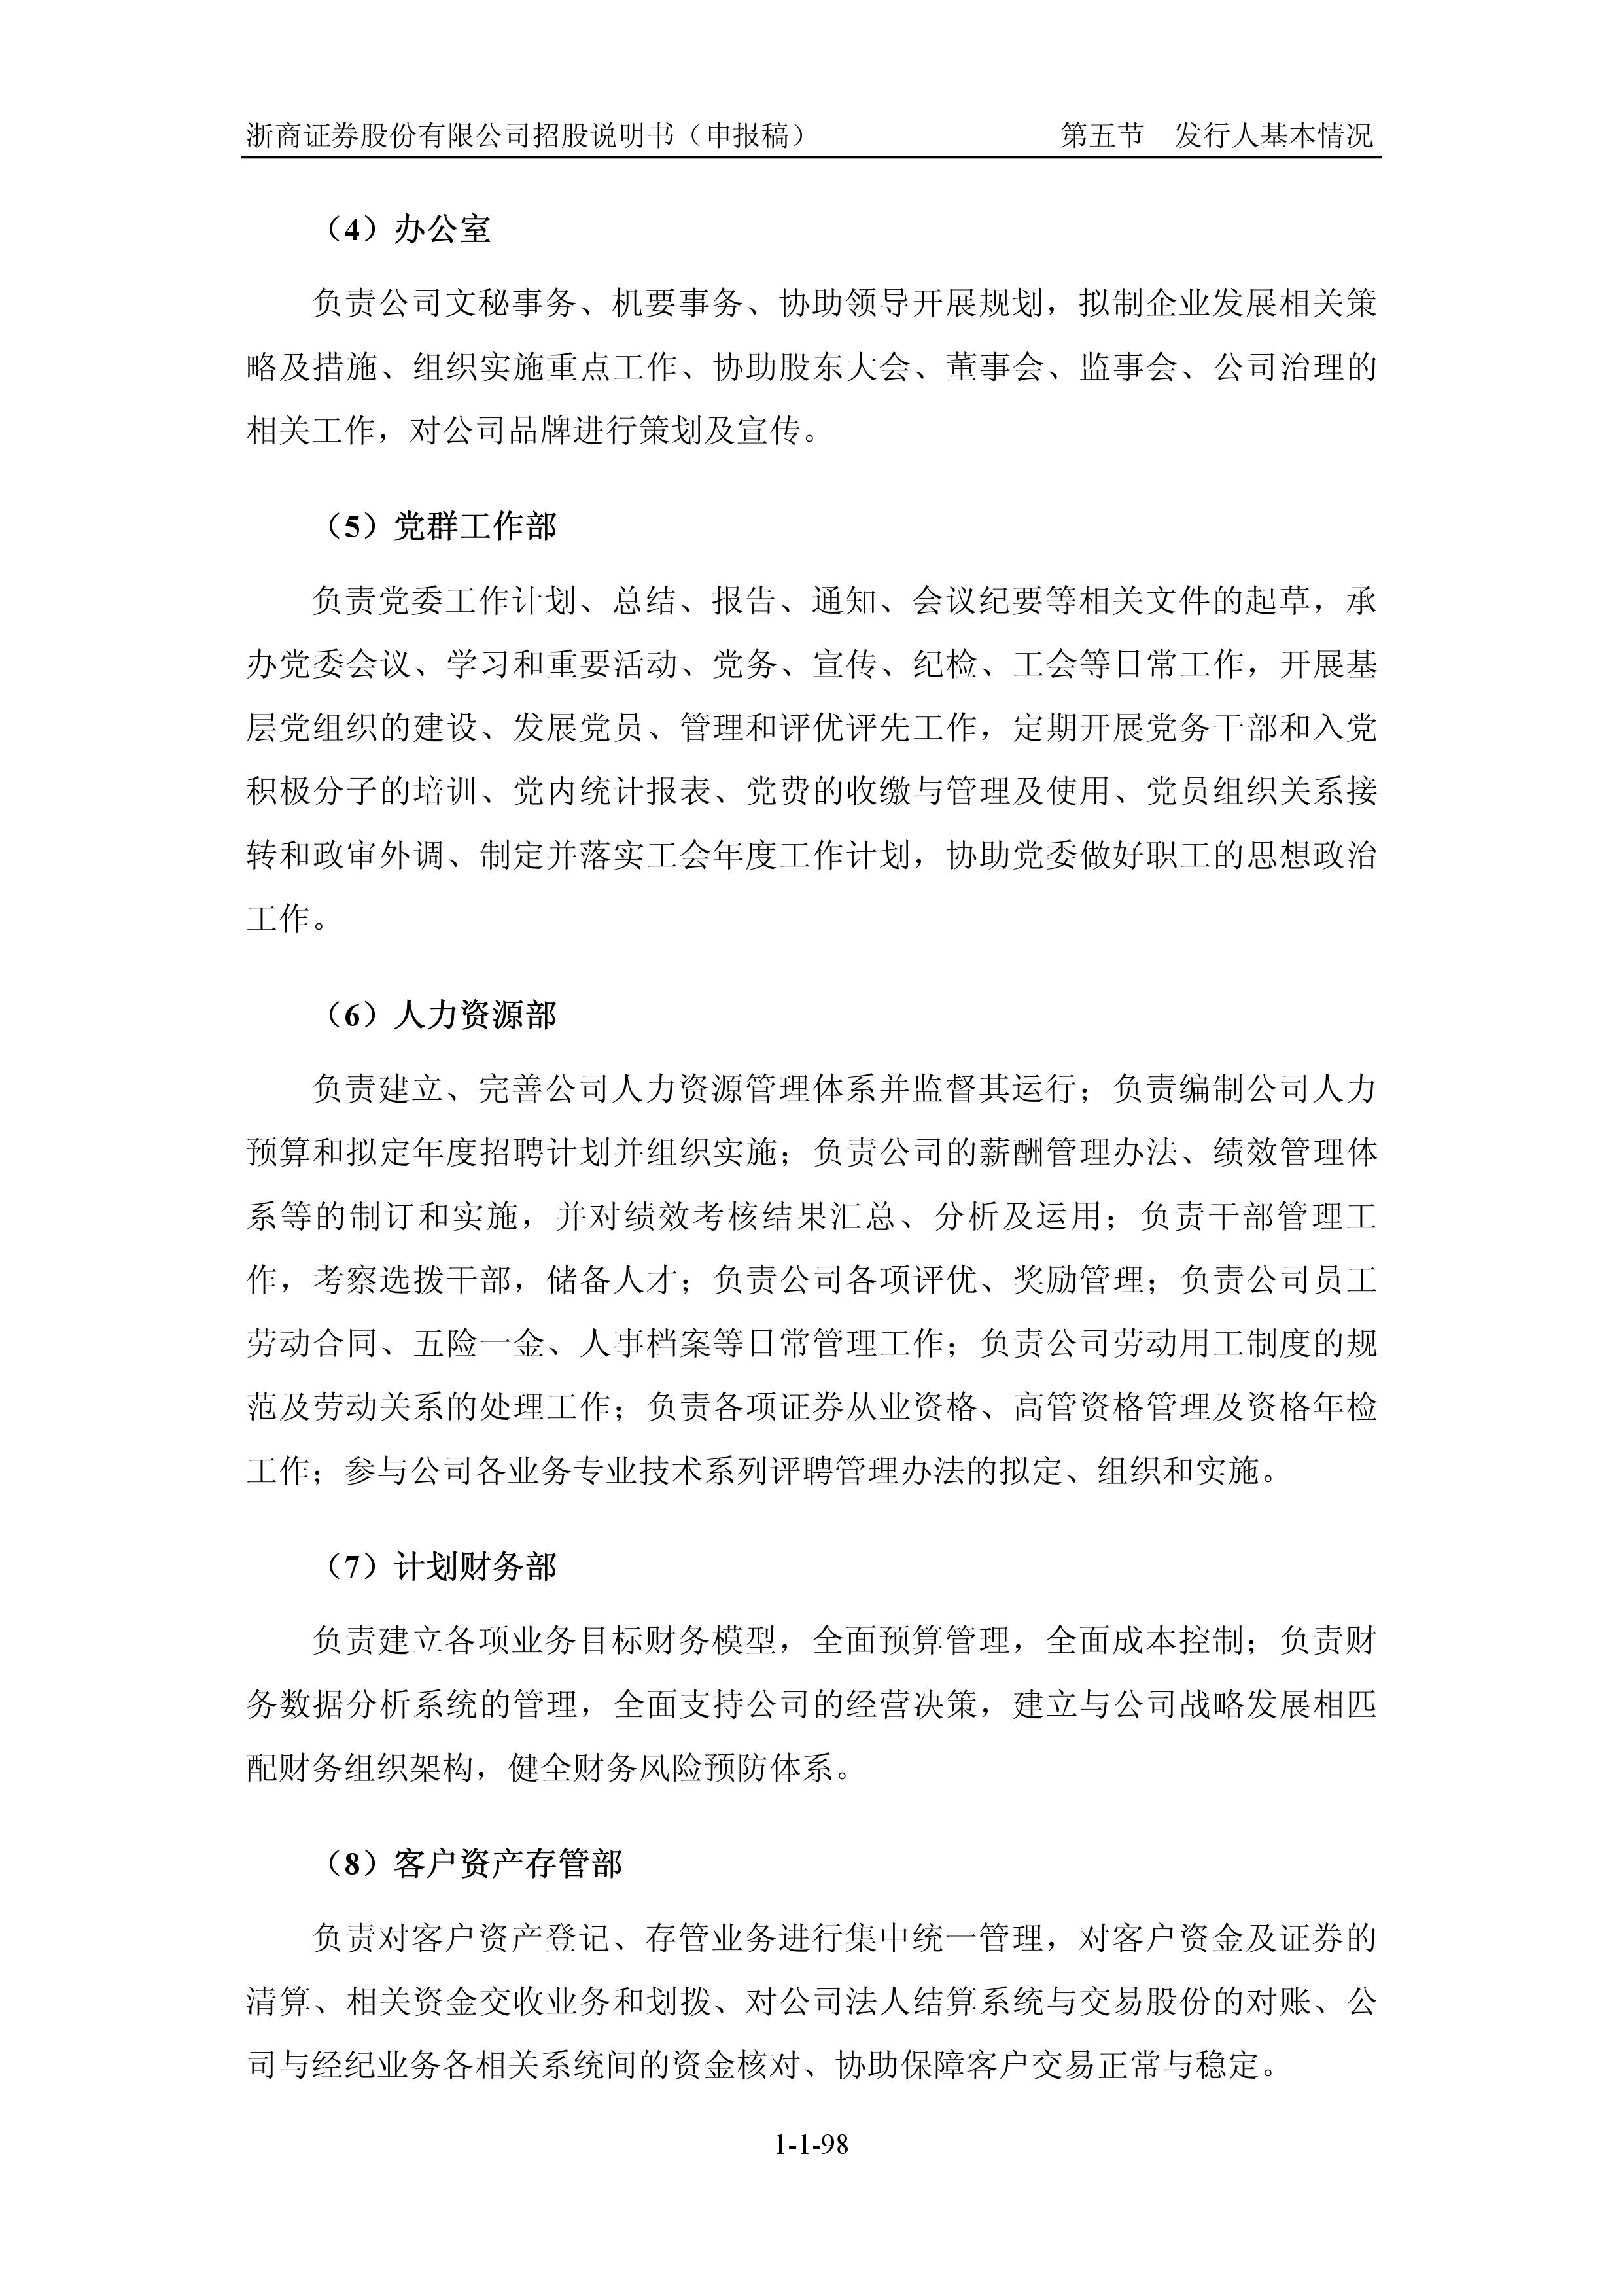 浙商证券股份有限公司招股说明书（申报稿） 第五节 发行人基本情况
（4）办公室
负责公司文秘事务、机要事务、协助领导开展规划，拟制企业发展相关策
略及措施、组织实施重点工作、协助股东大会、董事会、监事会、公司治理的
相关工作，对公司品牌进行策划及宣传。
（5）党群工作部
负责党委工作计划、总结、报告、通知、会议纪要等相关文件的起草，承
办党委会议、学习和重要活动、党务、宣传、纪检、工会等日常工作，开展基
层党组织的建设、发展党员、管理和评优评先工作，定期开展党务干部和入党
积极分子的培训、党内统计报表、党费的收缴与管理及使用、党员组织关系接
转和政审外调、制定并落实工会年度工作计划，协助党委做好职工的思想政治
工作。
（6）人力资源部
负责建立、完善公司人力资源管理体系并监督其运行；负责编制公司人力
预算和拟定年度招聘计划并组织实施；负责公司的薪酬管理办法、绩效管理体
系等的制订和实施，并对绩效考核结果汇总、分析及运用；负责干部管理工
作，考察选拨干部，储备人才；负责公司各项评优、奖励管理；负责公司员工
劳动合同、五险一金、人事档案等日常管理工作；负责公司劳动用工制度的规
范及劳动关系的处理工作；负责各项证券从业资格、高管资格管理及资格年检
工作；参与公司各业务专业技术系列评聘管理办法的拟定、组织和实施。
（7）计划财务部
负责建立各项业务目标财务模型，全面预算管理，全面成本控制；负责财
务数据分析系统的管理，全面支持公司的经营决策，建立与公司战略发展相匹
配财务组织架构，健全财务风险预防体系。
（8）客户资产存管部
负责对客户资产登记、存管业务进行集中统一管理，对客户资金及证券的
清算、相关资金交收业务和划拨、对公司法人结算系统与交易股份的对账、公
司与经纪业务各相关系统间的资金核对、协助保障客户交易正常与稳定。
1-1-98